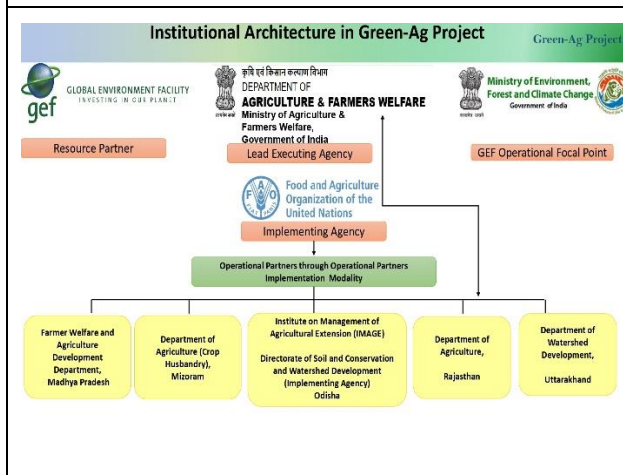 Institutional Architecture in Green-Ag Project
Green-Ag Project
gef
GLOBAL ENVIRONMENT FACILITY
INVESTING IN OUR PLANET
Resource Partner
कृषि एवं किसान कल्याण विभाग
DEPARTMENT OF
AGRICULTURE & FARMERS WELFARE
Ministry of Agriculture &
Farmers Welfare,
Government of India
Lead Executing Agency
Ministry of Environment,
Forest and Climate Change
Government of India
GEF Operational Focal Point
FAO
Food and Agriculture
Organization of the
United Nations
Implementing Agency
Operational Partners through Operational Partners
Implementation Modality
Farmer Welfare and
Agriculture
Development
Department,
Madhya Pradesh
Department of
Agriculture (Crop
Husbandry),
Mizoram
Institute on Management of
Agricultural Extension (IMAGE)
Directorate of Soil and Conservation
and Watershed Development
(Implementing Agency)
Odisha
Department of
Agriculture,
Rajasthan
Department of
Watershed
Development,
Uttarakhand